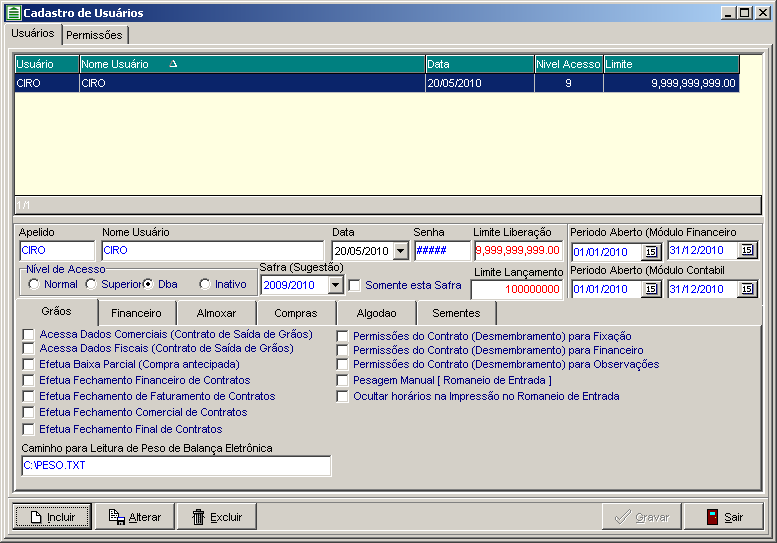 Cadastro de Usuários
Usuários Permissões
Usuário Nome Usuário Data Nivel Acesso Limite
CIRO CIRO 20/05/2010 9 9,999,999,999.00
1/1
Apelido Nome Usuário Data Senha Limite Liberação Periodo Aberto (Módulo Financeiro
CIRO CIRO 20/05/2010 ##### 9,999,999,999.00 01/01/2010 15 31/12/2010 15
Nível de Acesso Safra (Sugestão) Limite Lançamento Periodo Aberto (Módulo Contabil
Normal Superior Dba Inativo 2009/2010 Somente esta Safra 100000000 01/01/2010 15 31/12/2010 15
Grãos Financeiro Almoxar Compras Algodao Sementes
Acessa Dados Comerciais (Contrato de Saída de Grãos) Permissões do Contrato (Desmembramento) para Fixação
Acessa Dados Fiscais (Contrato de Saída de Grãos) Permissões do Contrato (Desmembramento) para Financeiro
Efetua Baixa Parcial (Compra antecipada) Permissões do Contrato (Desmembramento) para Observações
Efetua Fechamento Financeiro de Contratos Pesagem Manual [ Romaneio de Entrada ]
Efetua Fechamento de Faturamento de Contratos Ocultar horários na Impressão no Romaneio de Entrada
Efetua Fechamento Comercial de Contratos
Efetua Fechamento Final de Contratos
Caminho para Leitura de Peso de Balança Eletrônica
C:\PESO.TXT
Incluir Alterar Excluir Gravar Sair